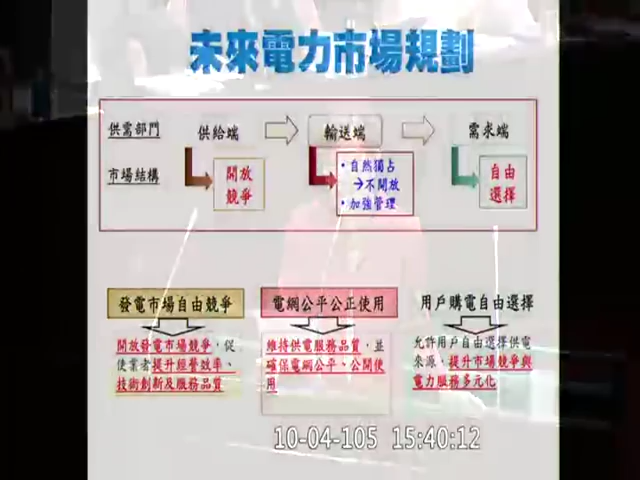 未來電力市場規劃
供需部門 供給端 輸送端 需求端
市場結構 開放競爭 • 自然獨占 →不開放 • 加強管理 自由選擇
發電市場自由競爭 電網公平公正使用 用戶購電自由選擇
開放發電市場競爭，促使業者提升經營效率、技術創新及服務品質
維持供電服務品質，並確保電網公平、公開使用
允許用戶自由選擇供電來源，提升市場競爭與電力服務多元化
10-04-105 15:40:12